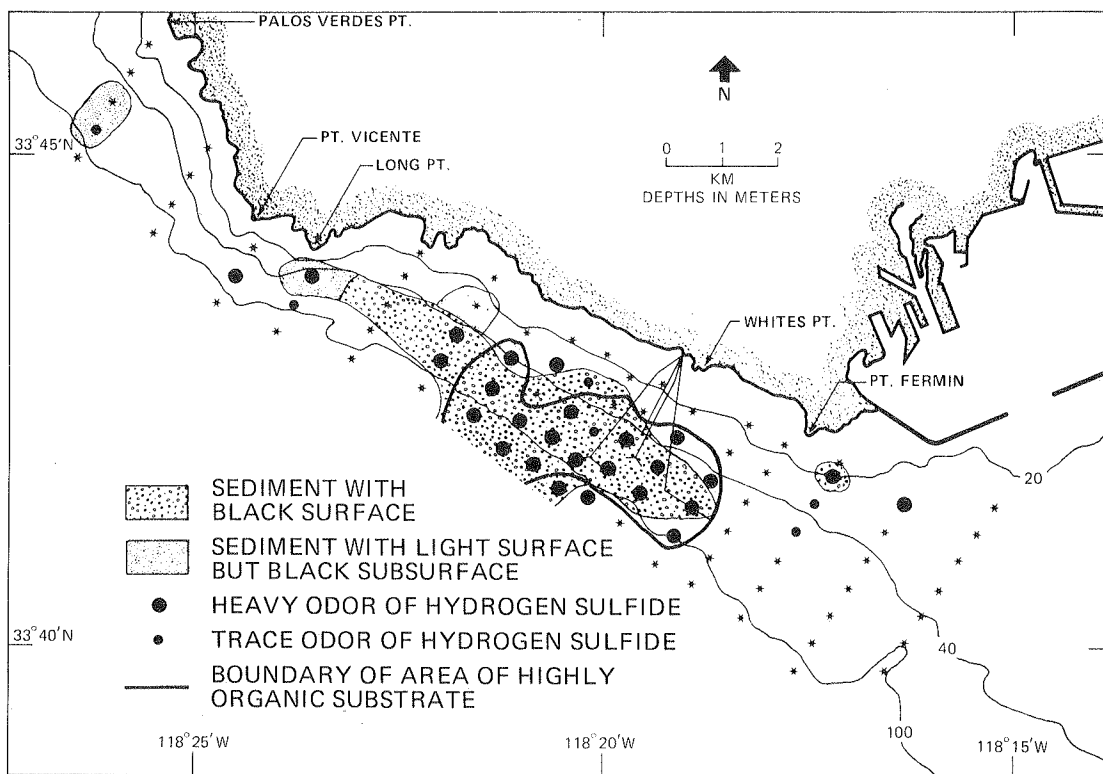 PALOS VERDES PT.
N
33°45'N
PT. VICENTE
LONG PT.
0 1 2
KM
DEPTHS IN METERS
WHITES PT.
PT. FERMIN
20
SEDIMENT WITH
BLACK SURFACE
SEDIMENT WITH LIGHT SURFACE
BUT BLACK SUBSURFACE
HEAVY ODOR OF HYDROGEN SULFIDE
TRACE ODOR OF HYDROGEN SULFIDE
BOUNDARY OF AREA OF HIGHLY
ORGANIC SUBSTRATE
33°40'N
40
100
118°25'W
118°20'W
118°15'W